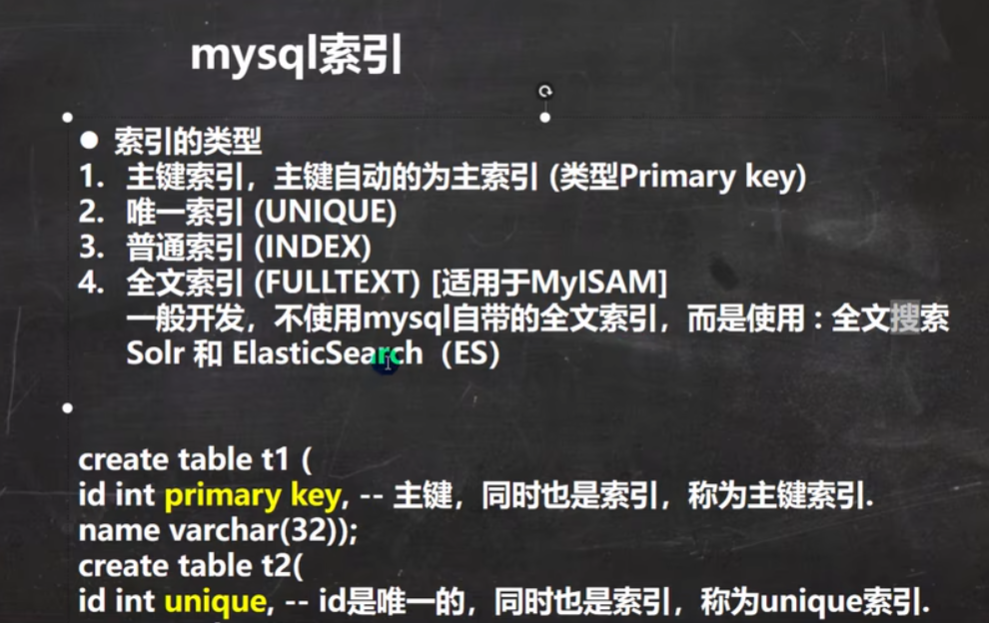 mysql索引
● 索引的类型
1. 主键索引，主键自动的为主索引 (类型Primary key)
2. 唯一索引 (UNIQUE)
3. 普通索引 (INDEX)
4. 全文索引 (FULLTEXT) [适用于MyISAM]
一般开发，不使用mysql自带的全文索引，而是使用：全文搜索
Solr 和 ElasticSearch（ES）
create table t1 (
id int primary key, -- 主键，同时也是索引，称为主键索引.
name varchar(32));
create table t2(
id int unique, -- id是唯一的，同时也是索引，称为unique索引.